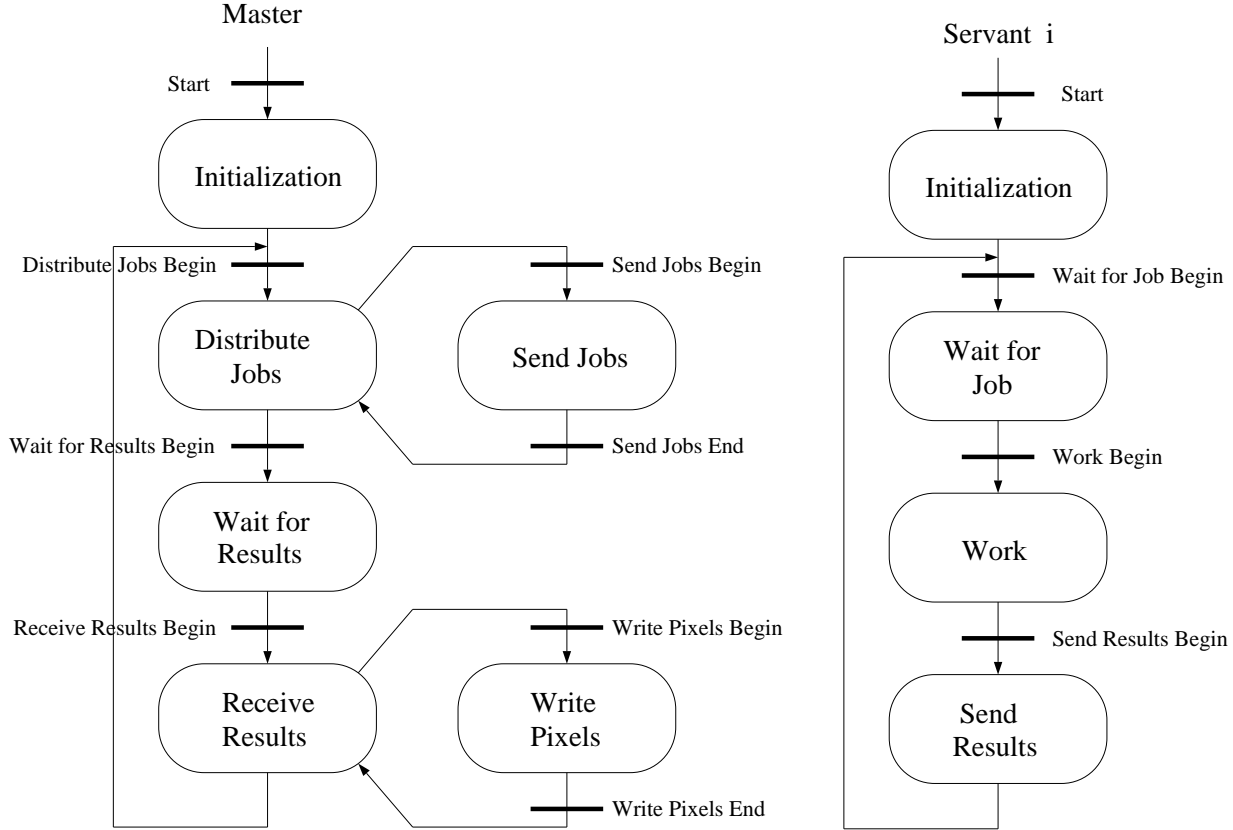 Master
Start
Initialization
Distribute Jobs Begin
Send Jobs Begin
Distribute
Jobs
Send Jobs
Wait for Results Begin
Send Jobs End
Wait for
Results
Receive Results Begin
Write Pixels Begin
Receive
Results
Write
Pixels
Write Pixels End
Servant i
Start
Initialization
Wait for Job Begin
Wait for
Job
Work Begin
Work
Send Results Begin
Send
Results